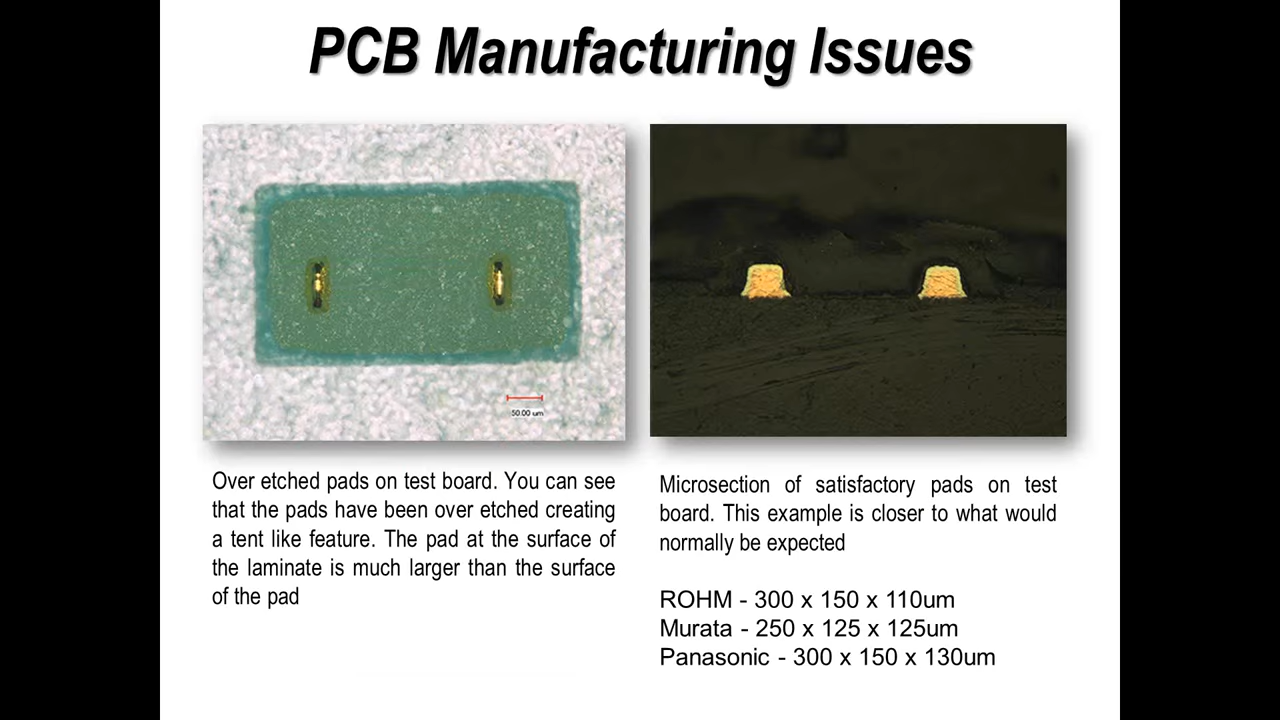 PCB Manufacturing Issues
50.00 um
Over etched pads on test board. You can see
that the pads have been over etched creating
a tent like feature. The pad at the surface of
the laminate is much larger than the surface
of the pad
Microsection of satisfactory pads on test
board. This example is closer to what would
normally be expected
ROHM - 300 x 150 x 110um
Murata - 250 x 125 x 125um
Panasonic - 300 x 150 x 130um